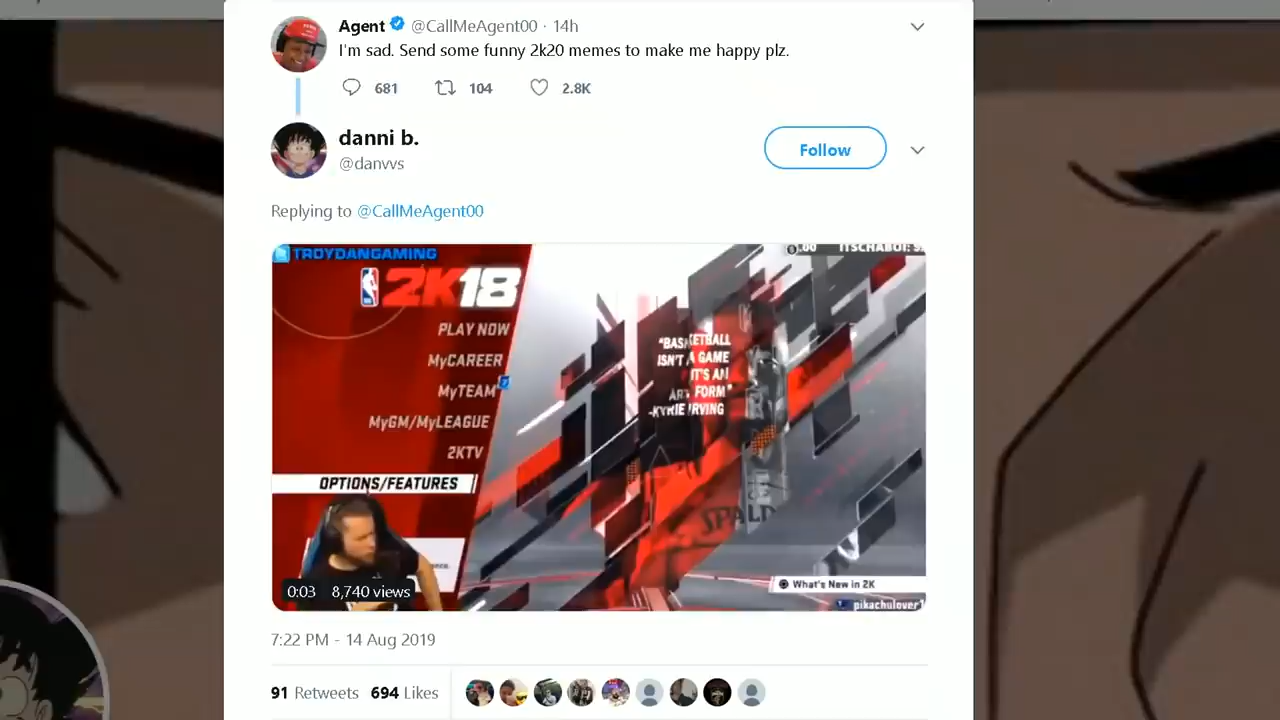 Agent @CallMeAgent00 · 14h
I'm sad. Send some funny 2k20 memes to make me happy plz.
681 104 2.8K
danni b.
@danvvs
Follow
Replying to @CallMeAgent00
TROYDANGAMING
.00 ITSCHABOI:
2K18
PLAY NOW
MyCAREER
MyTEAM
MyGM/MyLEAGUE
2KTV
OPTIONS/FEATURES
"BASKETBALL
ISN'T A GAME
IT'S AN
ART FORM"
-KYRIE IRVING
SPALD
What's New in 2K
0:03 8,740 views
7:22 PM - 14 Aug 2019
91 Retweets 694 Likes